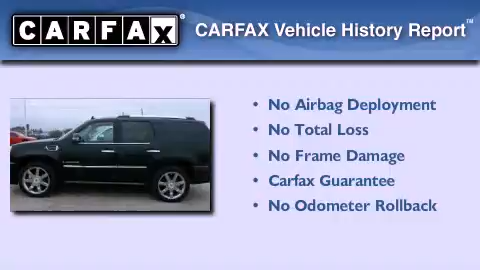 CARFAX®
CARFAX Vehicle History Report™
• No Airbag Deployment
• No Total Loss
• No Frame Damage
• Carfax Guarantee
• No Odometer Rollback